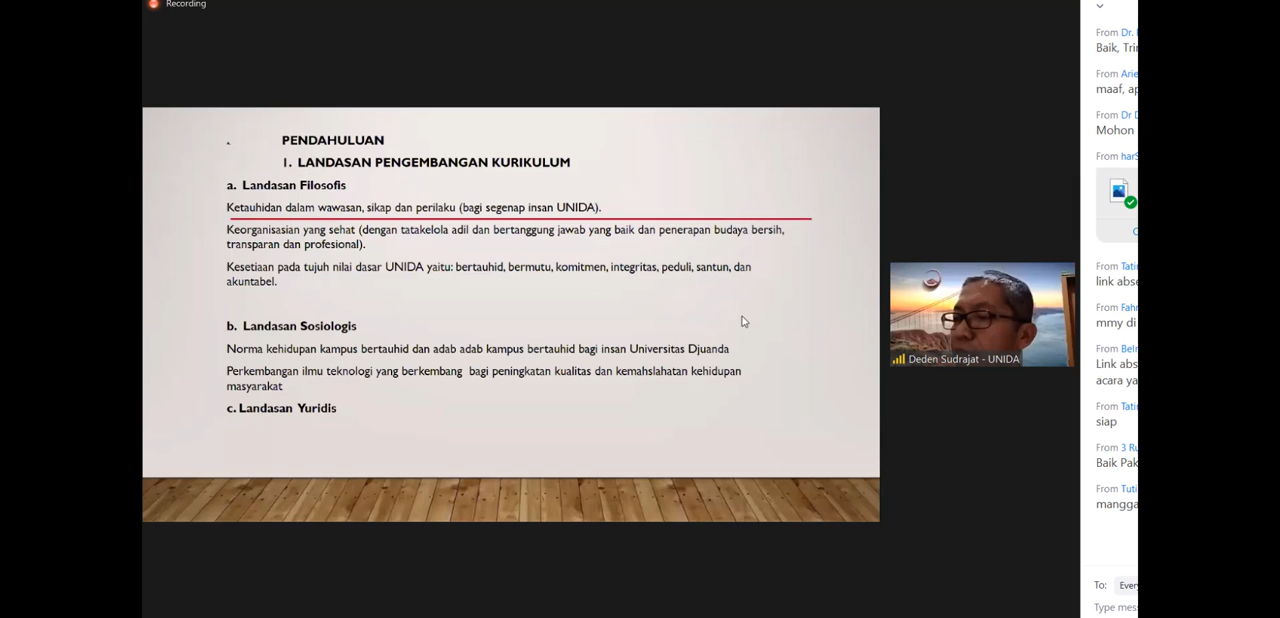 Recording
PENDAHULUAN
1. LANDASAN PENGEMBANGAN KURIKULUM
a. Landasan Filosofis
Ketauhidan dalam wawasan, sikap dan perilaku (bagi segenap insan UNIDA).
Keorganisasian yang sehat (dengan tatakelola adil dan bertanggung jawab yang baik dan penerapan budaya bersih,
transparan dan profesional).
Kesetiaan pada tujuh nilai dasar UNIDA yaitu: bertauhid, bermutu, komitmen, integritas, peduli, santun, dan
akuntabel.
b. Landasan Sosiologis
Norma kehidupan kampus bertauhid dan adab adab kampus bertauhid bagi insan Universitas Djuanda
Perkembangan ilmu teknologi yang berkembang bagi peningkatan kualitas dan kemahslahatan kehidupan
masyarakat
c. Landasan Yuridis
Deden Sudrajat - UNIDA
From Dr.
Baik,
From
maaf,
From Dr
Mohon
From
From
link
From
mmy di
From
Link
acara
From
siap
From 3
Baik
From
To:
Type